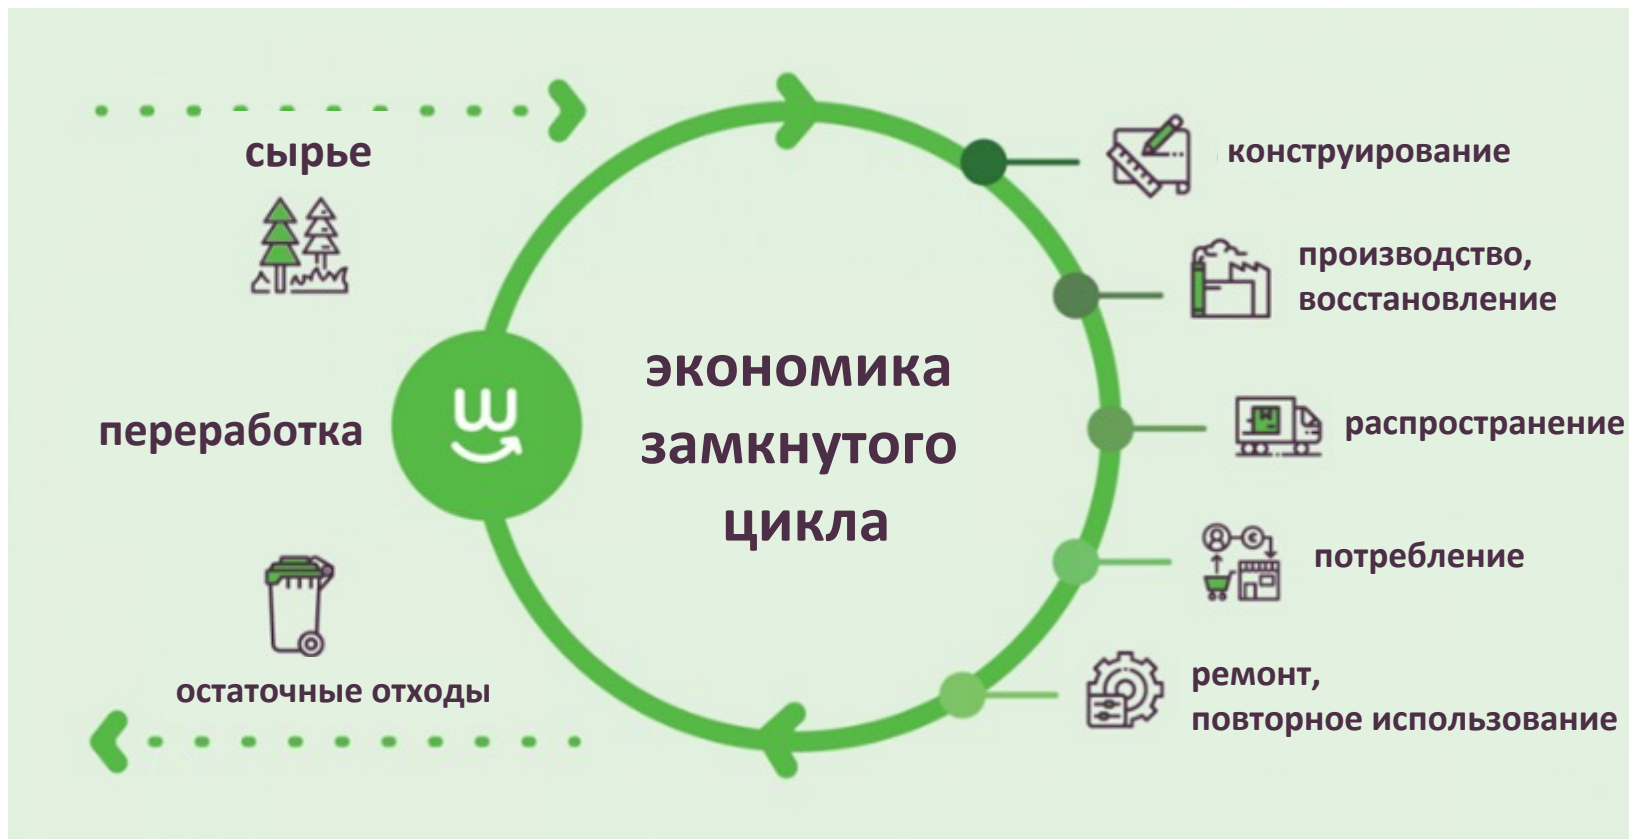 сырье
переработка
остаточные отходы
экономика
замкнутого
цикла
конструирование
производство,
восстановление
распространение
потребление
ремонт,
повторное использование